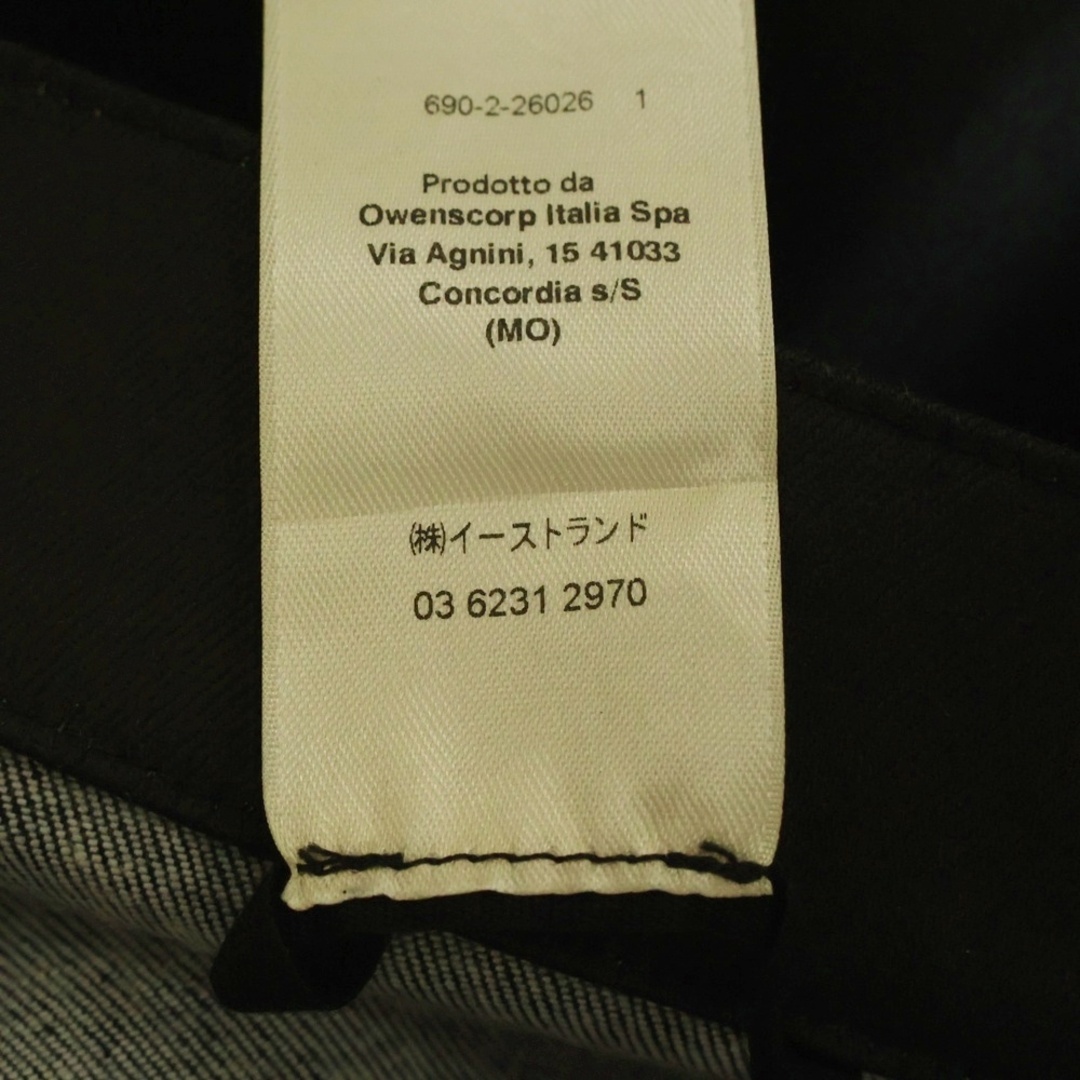 690-2-26026 1
Prodotto da
Owenscorp Italia Spa
Via Agnini, 15 41033
Concordia s/S
(MO)
㈱イーストランド
03 6231 2970